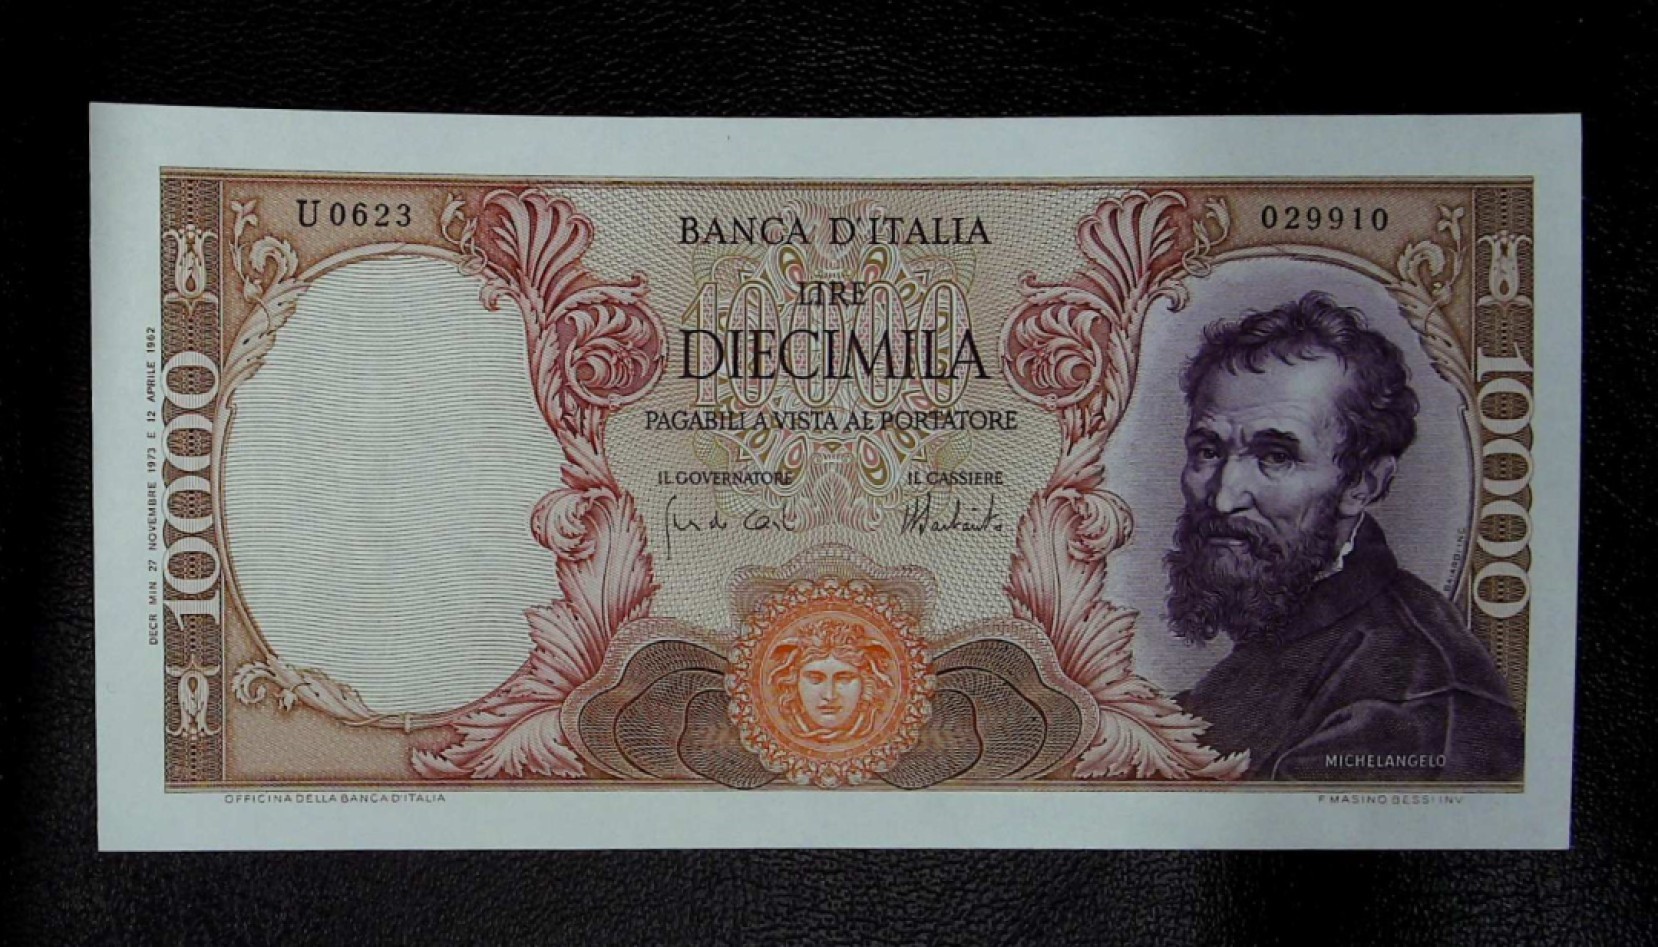 U 0623
029910
BANCA D'ITALIA
LIRE
10000
DIECIMILA
PAGABILI A VISTA AL PORTATORE
IL GOVERNATORE
IL CASSIERE
DECR MIN 27 NOVEMBRE 1973 E 12 APRILE 1962
10000
10000
MICHELANGELO
OFFICINA DELLA BANCA D'ITALIA
F. MASINO BESSI INV